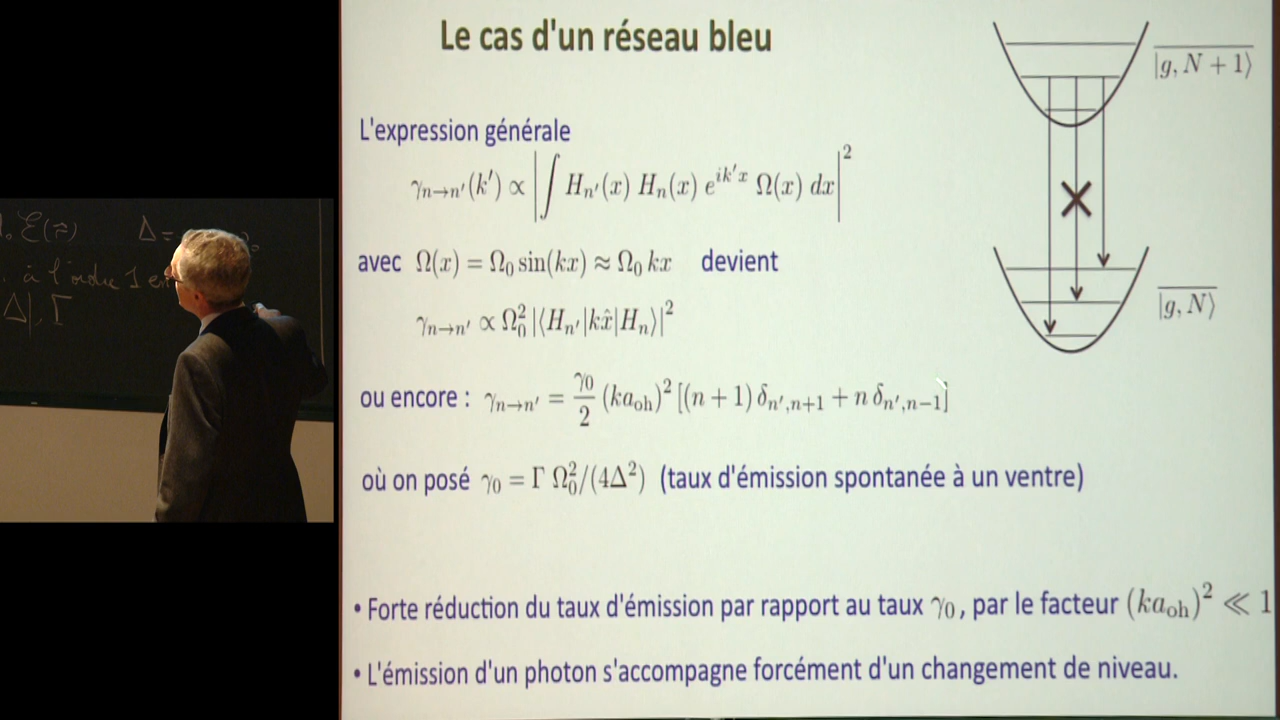 Le cas d'un réseau bleu
L'expression générale
γ_{n→n'}(k') ∝ |∫ H_{n'}(x) H_n(x) e^{ik'x} Ω(x) dx|²
avec Ω(x) = Ω₀ sin(kx) ≈ Ω₀ kx devient
γ_{n→n'} ∝ Ω₀² |⟨H_{n'}|kx̂|H_n⟩|²
ou encore : γ_{n→n'} = γ₀/2 (ka_{oh})² [(n + 1) δ_{n',n+1} + n δ_{n',n−1}]
où on posé γ₀ = Γ Ω₀²/(4Δ²) (taux d'émission spontanée à un ventre)
• Forte réduction du taux d'émission par rapport au taux γ₀, par le facteur (ka_{oh})² ≪ 1
• L'émission d'un photon s'accompagne forcément d'un changement de niveau.
|g, N + 1⟩
|g, N⟩
ℰ(r⃗) Δ =
à l'ordre 1 en
Δ|, Γ